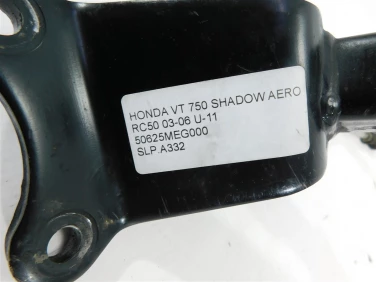 HONDA VT 750 SHADOW AERO
RC50 03-06 U-11
50625MEG000
SLP.A332